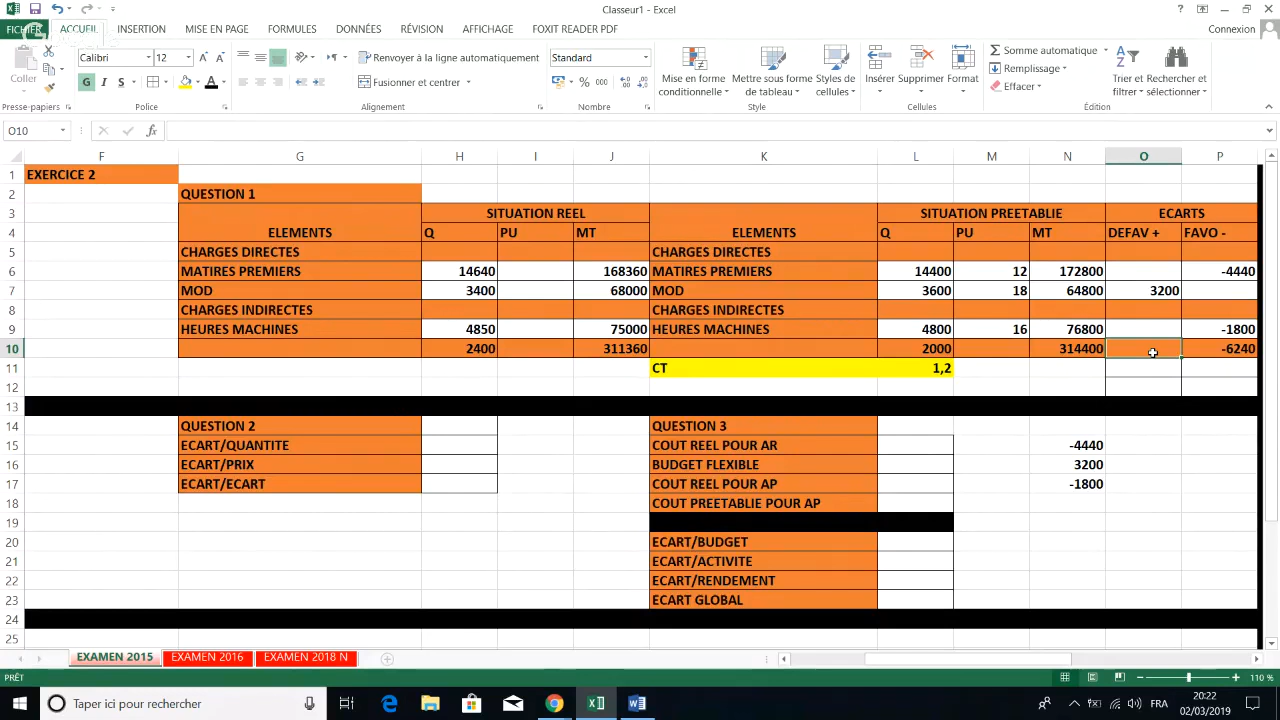 Classeur1 - Excel
FICHIER ACCUEIL INSERTION MISE EN PAGE FORMULES DONNÉES RÉVISION AFFICHAGE FOXIT READER PDF Connexion
Coller
Calibri 12
G I S
Renvoyer à la ligne automatiquement
Fusionner et centrer
Standard
% 000
Mise en forme conditionnelle
Mettre sous forme de tableau
Styles de cellules
Insérer Supprimer Format
Somme automatique
Remplissage
Effacer
Trier et filtrer
Rechercher et sélectionner
Presse-papiers Police Alignement Nombre Style Cellules Édition
O10 fx
F G H I J K L M N O P
1 EXERCICE 2
2 QUESTION 1
3 SITUATION REEL SITUATION PREETABLIE ECARTS
4 ELEMENTS Q PU MT ELEMENTS Q PU MT DEFAV + FAVO -
5 CHARGES DIRECTES CHARGES DIRECTES
6 MATIRES PREMIERS 14640 168360 MATIRES PREMIERS 14400 12 172800 -4440
7 MOD 3400 68000 MOD 3600 18 64800 3200
8 CHARGES INDIRECTES CHARGES INDIRECTES
9 HEURES MACHINES 4850 75000 HEURES MACHINES 4800 16 76800 -1800
10 2400 311360 2000 314400 -6240
11 CT 1,2
12
13
14 QUESTION 2 QUESTION 3
15 ECART/QUANTITE COUT REEL POUR AR -4440
16 ECART/PRIX BUDGET FLEXIBLE 3200
17 ECART/ECART COUT REEL POUR AP -1800
18 COUT PREETABLIE POUR AP
19
20 ECART/BUDGET
21 ECART/ACTIVITE
22 ECART/RENDEMENT
23 ECART GLOBAL
24
25
EXAMEN 2015 EXAMEN 2016 EXAMEN 2018 N
PRÊT 110 %
Taper ici pour rechercher
FRA
20:22
02/03/2019